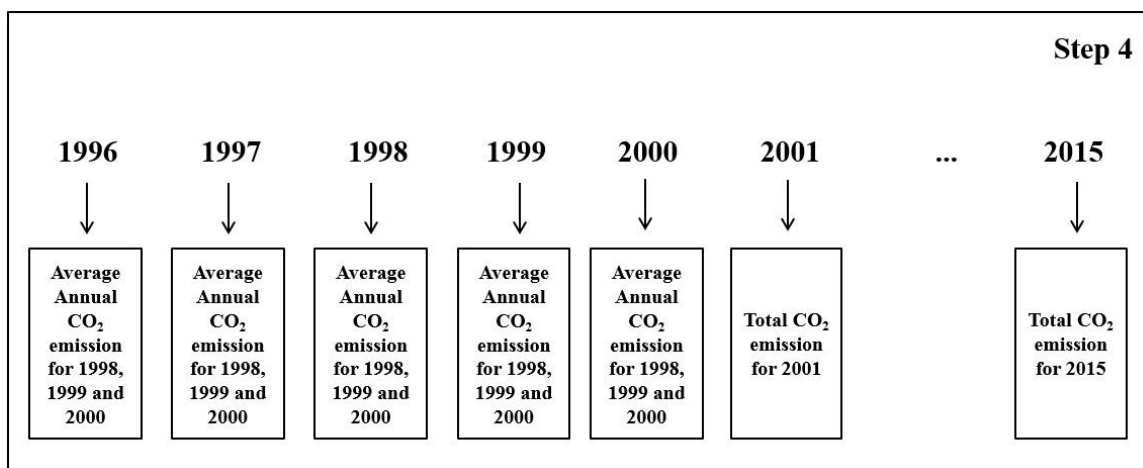 Step 4
1996 1997 1998 1999 2000 2001 ... 2015
Average
Annual
CO₂
emission
for 1998,
1999 and
2000
Average
Annual
CO₂
emission
for 1998,
1999 and
2000
Average
Annual
CO₂
emission
for 1998,
1999 and
2000
Average
Annual
CO₂
emission
for 1998,
1999 and
2000
Average
Annual
CO₂
emission
for 1998,
1999 and
2000
Total CO₂
emission
for 2001
Total CO₂
emission
for 2015